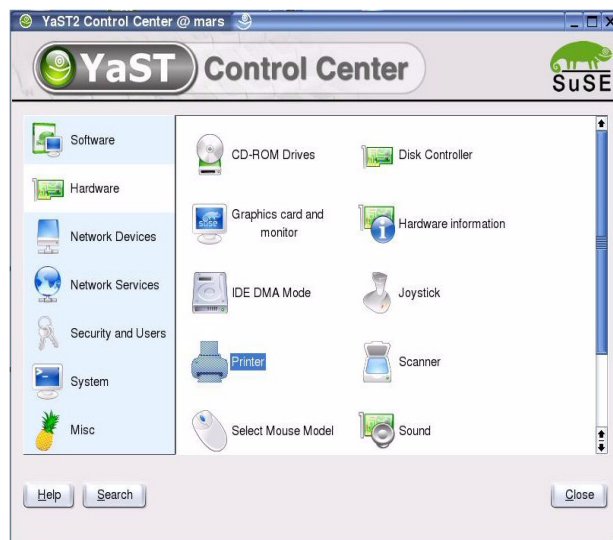 YaST2 Control Center @ mars
YaST Control Center
SuSE
Software
Hardware
Network Devices
Network Services
Security and Users
System
Misc
CD-ROM Drives
Disk Controller
Graphics card and
monitor
suse
Hardware information
IDE DMA Mode
Joystick
Printer
Scanner
Select Mouse Model
Sound
Help
Search
Close